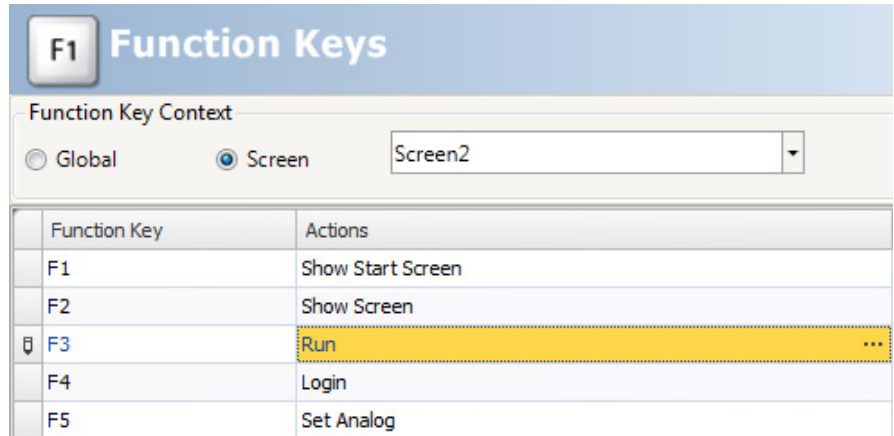 F1 Function Keys
Function Key Context
Global Screen Screen2
Function Key Actions
F1 Show Start Screen
F2 Show Screen
F3 Run ...
F4 Login
F5 Set Analog